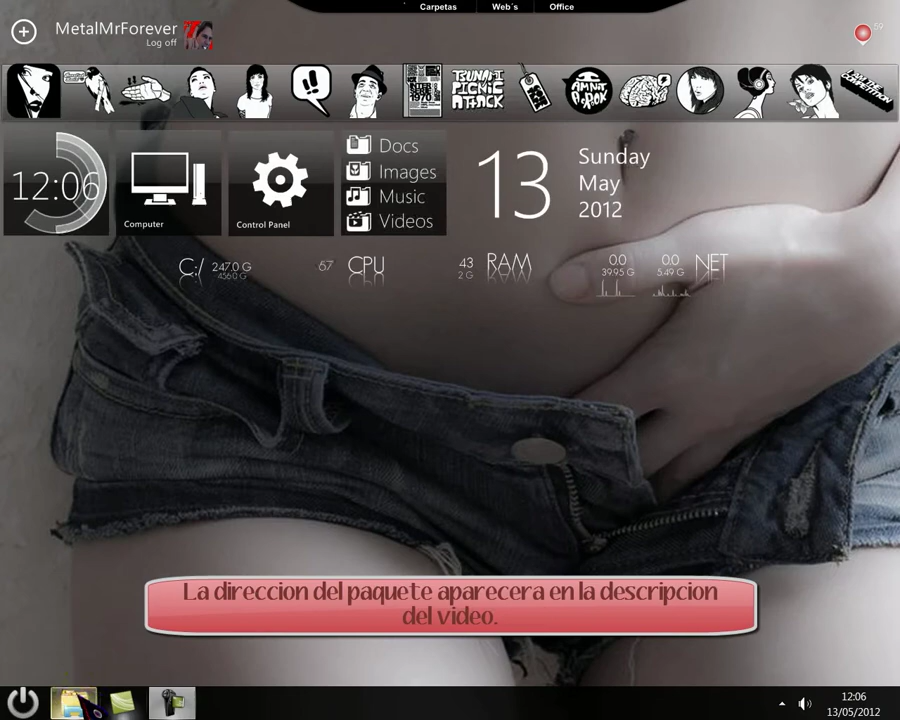 Carpetas Web´s Office
MetalMrForever
Log off
59
!!
TSUNAMI
PICNIC
ATTACK
12:06
Computer
Control Panel
Docs
Images
Music
Videos
13
Sunday
May
2012
C:/ 247.0 G
456.0 G
57 CPU
43
2 G
RAM
0.0
39.95 G
0.0
5.49 G
NET
La direccion del paquete aparecera en la descripcion
del video.
12:06
13/05/2012